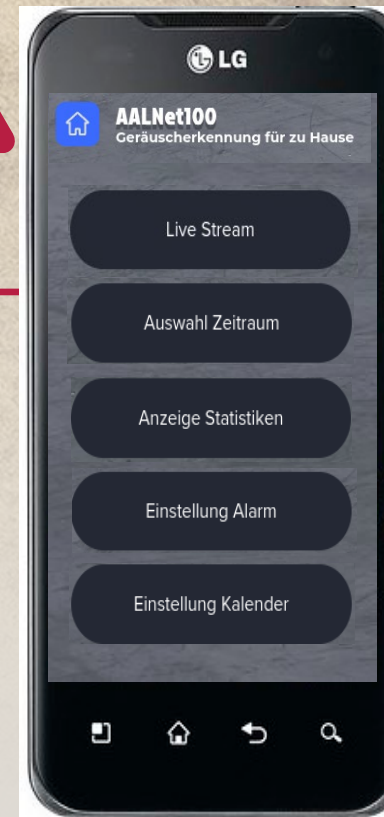 LG
AALNet100
Geräuscherkennung für zu Hause
Live Stream
Auswahl Zeitraum
Anzeige Statistiken
Einstellung Alarm
Einstellung Kalender